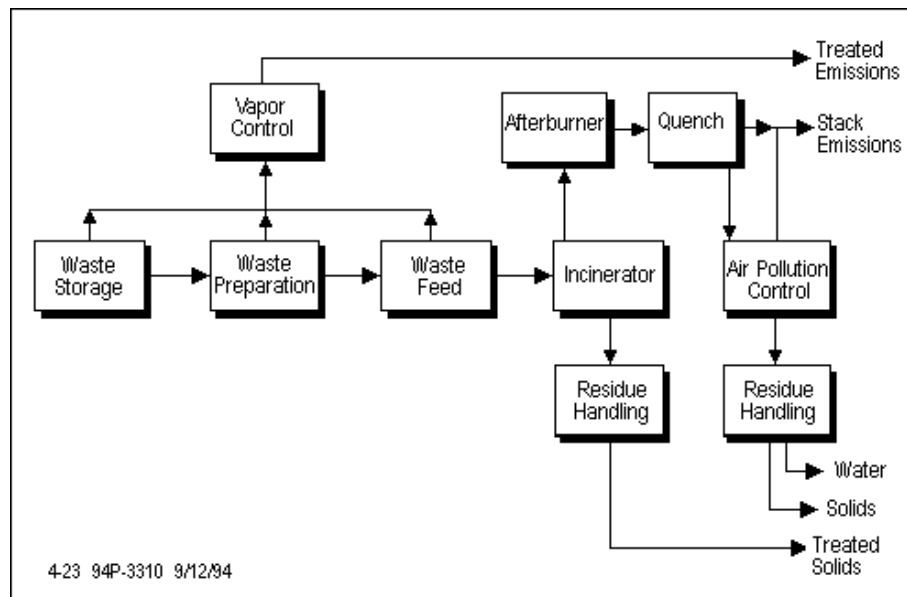 Treated
Emissions
Vapor
Control
Afterburner
Quench
Stack
Emissions
Waste
Storage
Waste
Preparation
Waste
Feed
Incinerator
Air Pollution
Control
Residue
Handling
Residue
Handling
Water
Solids
Treated
Solids
4-23 94P-3310 9/12/94